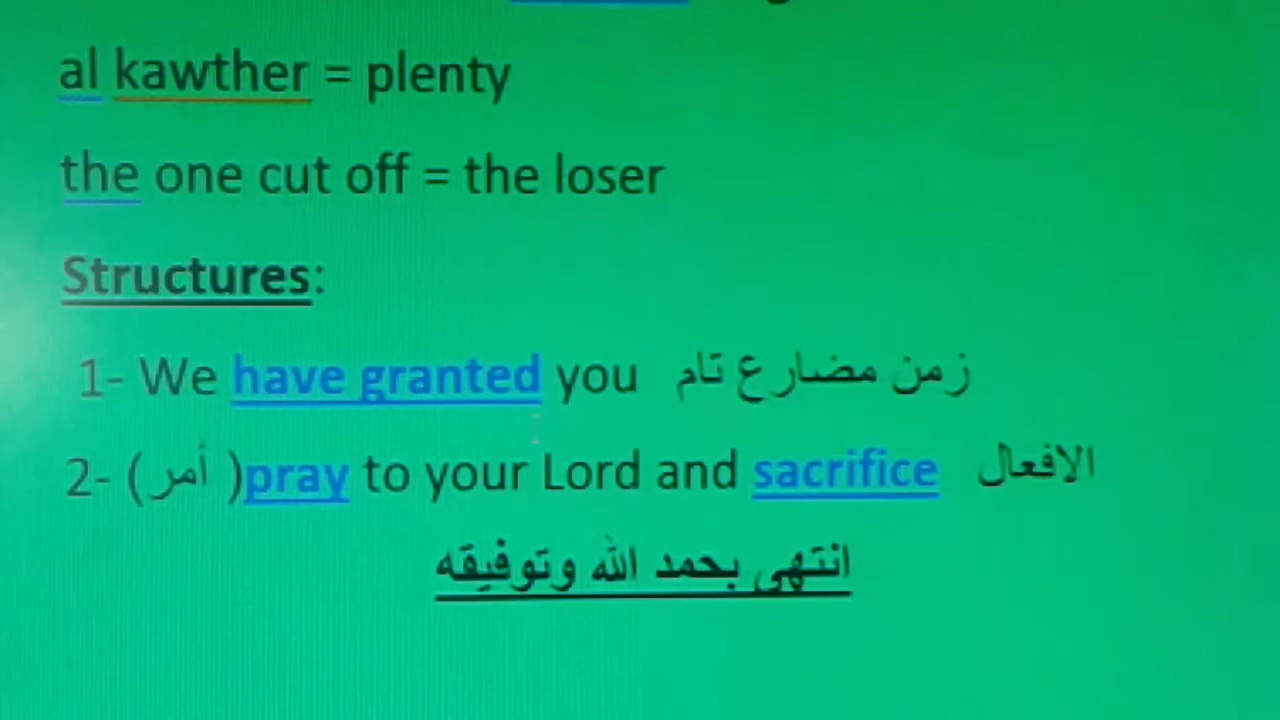 al kawther = plenty
the one cut off = the loser
Structures:
1- We have granted you زمن مضارع تام
2- (أمر )pray to your Lord and sacrifice الافعال
انتهى بحمد الله وتوفيقه